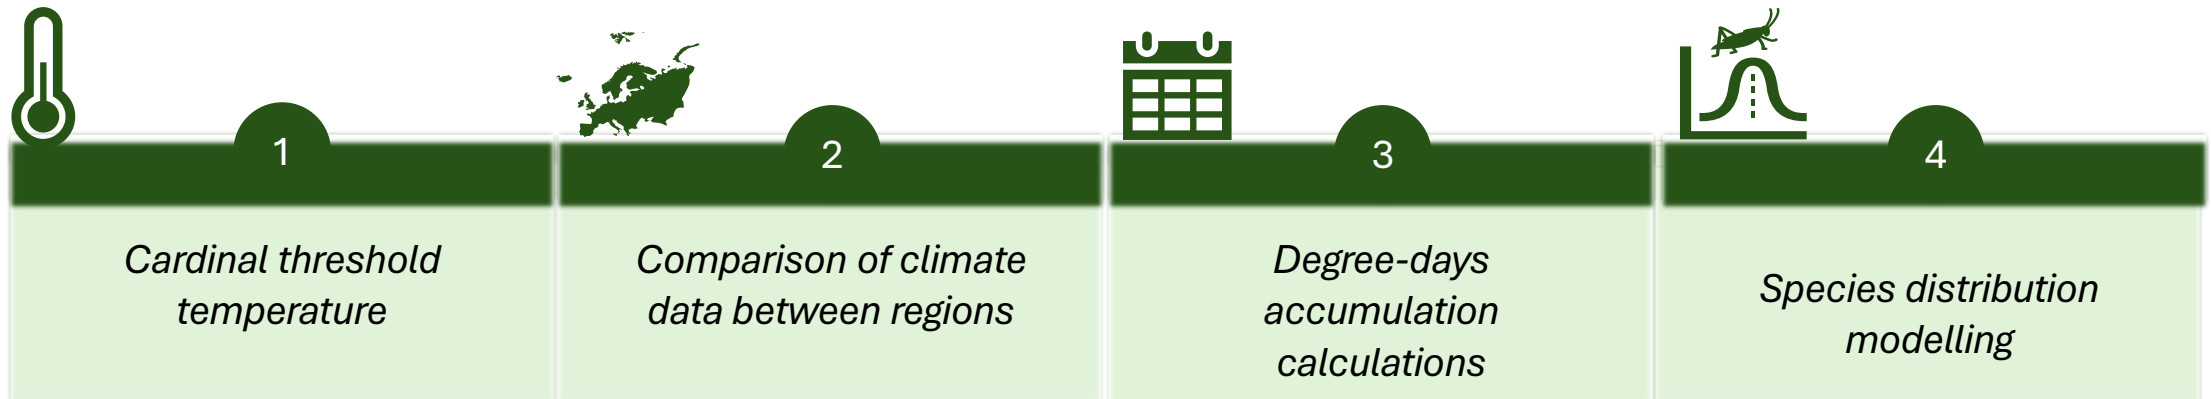 1
Cardinal threshold
temperature
2
Comparison of climate
data between regions
3
Degree-days
accumulation
calculations
4
Species distribution
modelling